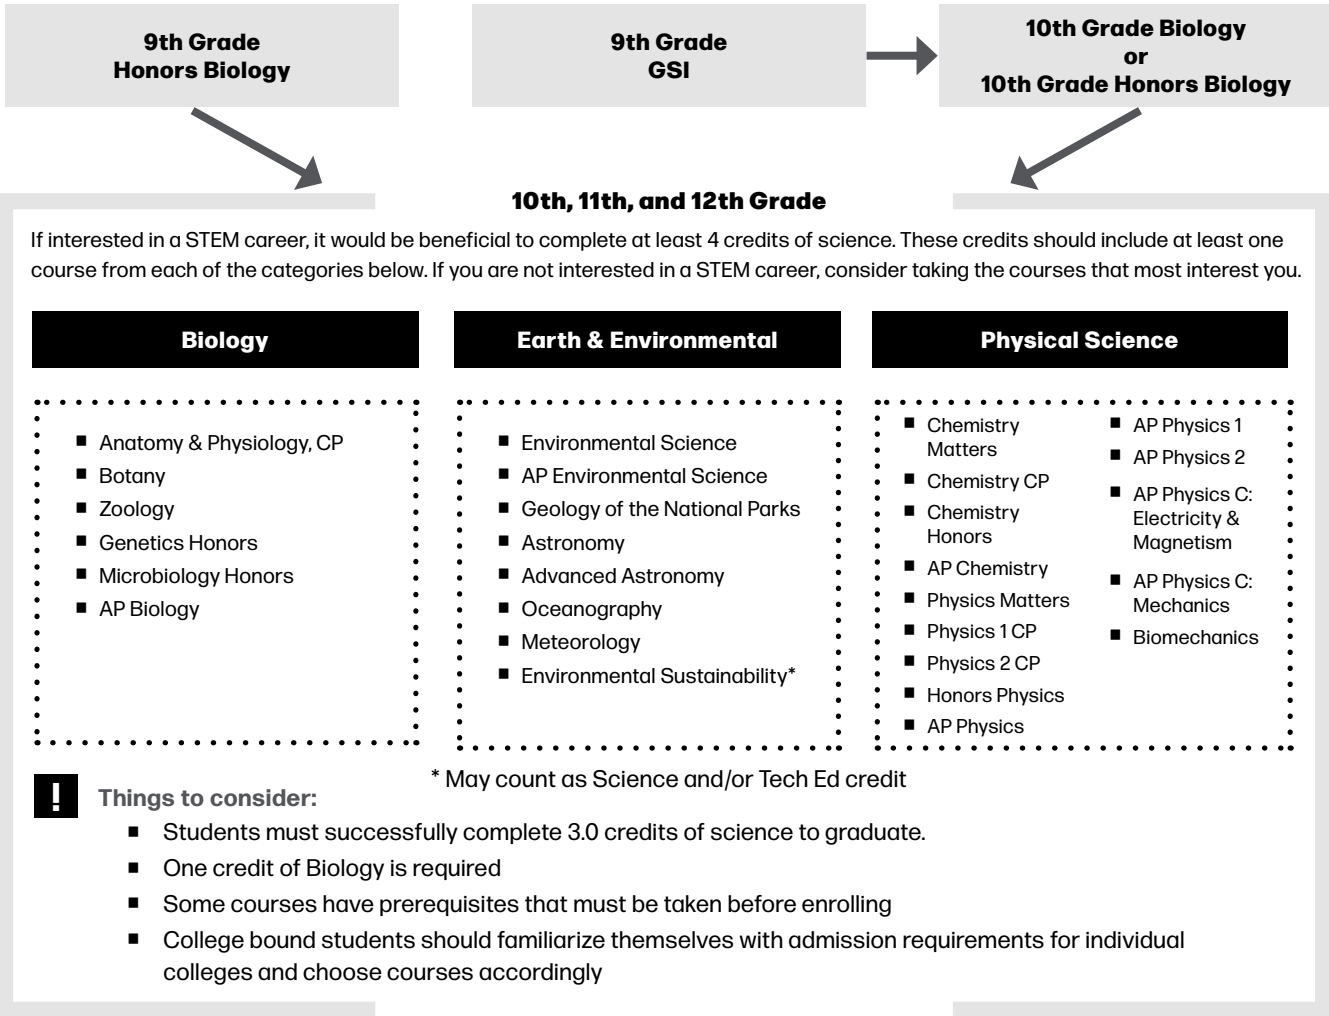 9th Grade
Honors Biology
9th Grade
GSI
10th Grade Biology
or
10th Grade Honors Biology
10th, 11th, and 12th Grade
If interested in a STEM career, it would be beneficial to complete at least 4 credits of science. These credits should include at least one
course from each of the categories below. If you are not interested in a STEM career, consider taking the courses that most interest you.
Biology
■ Anatomy & Physiology, CP
■ Botany
■ Zoology
■ Genetics Honors
■ Microbiology Honors
■ AP Biology
Earth & Environmental
■ Environmental Science
■ AP Environmental Science
■ Geology of the National Parks
■ Astronomy
■ Advanced Astronomy
■ Oceanography
■ Meteorology
■ Environmental Sustainability*
Physical Science
■ Chemistry
Matters
■ Chemistry CP
■ Chemistry
Honors
■ AP Chemistry
■ Physics Matters
■ Physics 1 CP
■ Physics 2 CP
■ Honors Physics
■ AP Physics
■ AP Physics 1
■ AP Physics 2
■ AP Physics C:
Electricity &
Magnetism
■ AP Physics C:
Mechanics
■ Biomechanics
* May count as Science and/or Tech Ed credit
! Things to consider:
■ Students must successfully complete 3.0 credits of science to graduate.
■ One credit of Biology is required
■ Some courses have prerequisites that must be taken before enrolling
■ College bound students should familiarize themselves with admission requirements for individual
colleges and choose courses accordingly